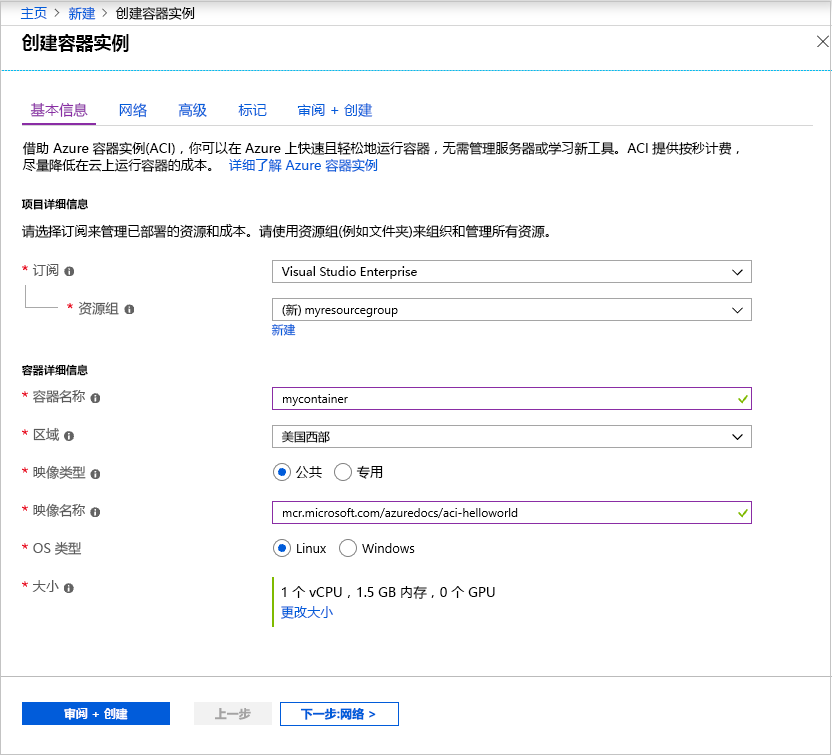 主页 > 新建 > 创建容器实例
创建容器实例
基本信息 网络 高级 标记 审阅 + 创建
借助 Azure 容器实例(ACI)，你可以在 Azure 上快速且轻松地运行容器，无需管理服务器或学习新工具。ACI 提供按秒计费，
尽量降低在云上运行容器的成本。 详细了解 Azure 容器实例
项目详细信息
请选择订阅来管理已部署的资源和成本。请使用资源组(例如文件夹)来组织和管理所有资源。
* 订阅 Visual Studio Enterprise
* 资源组 (新) myresourcegroup
新建
容器详细信息
* 容器名称 mycontainer
* 区域 美国西部
* 映像类型 公共 专用
* 映像名称 mcr.microsoft.com/azuredocs/aci-helloworld
* OS 类型 Linux Windows
* 大小 1 个 vCPU，1.5 GB 内存，0 个 GPU
更改大小
审阅 + 创建 上一步 下一步:网络 >